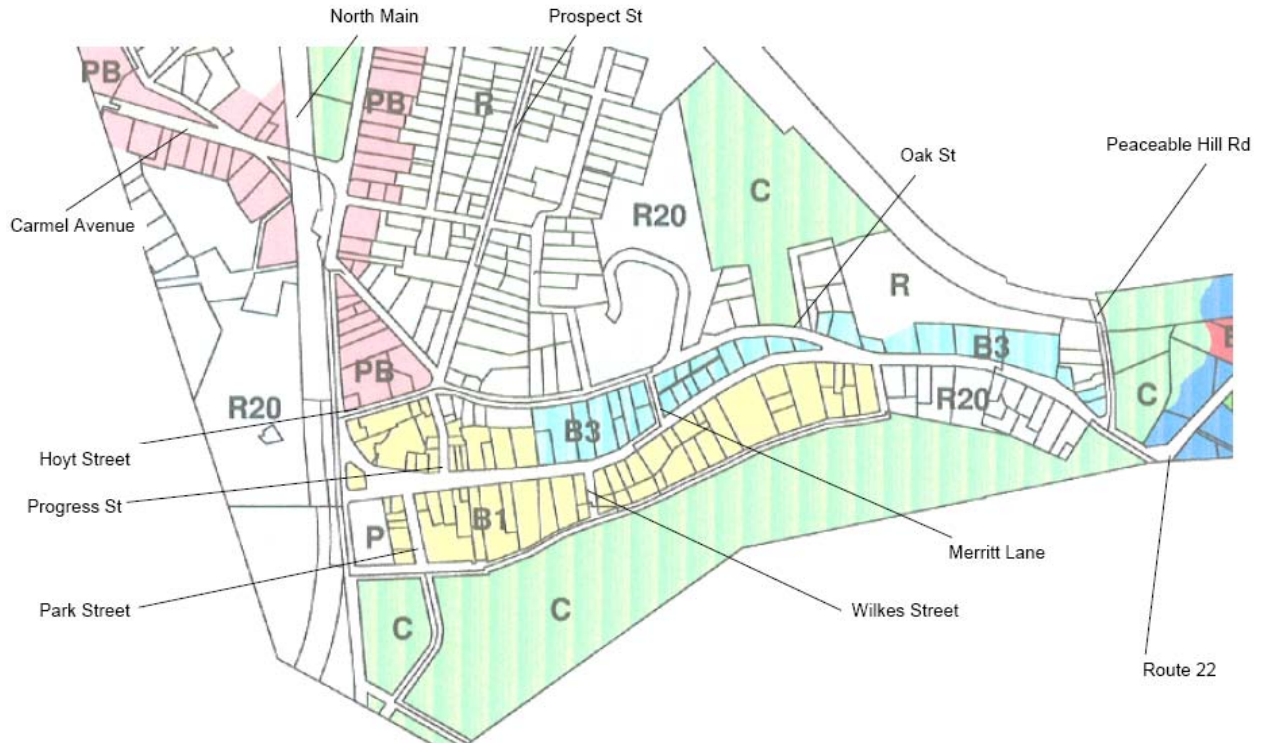 North Main
Prospect St
PB
PB
R
Oak St
Peaceable Hill Rd
C
R20
Carmel Avenue
R
B3
PB
R20
R20
C
B3
Hoyt Street
Progress St
B1
P
Merritt Lane
Park Street
C
C
Wilkes Street
Route 22